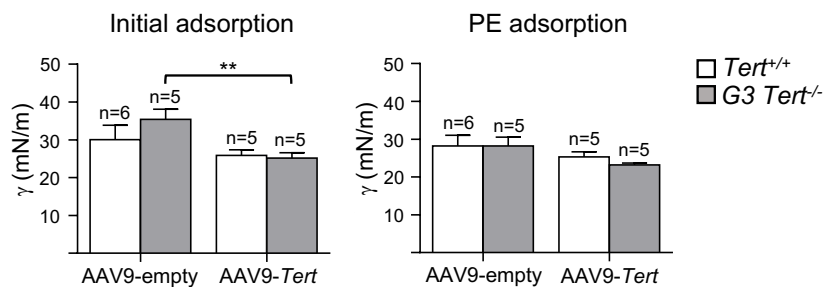 Initial adsorption
PE adsorption
γ (mN/m)
50
40
30
20
10
n=6
n=5
n=5
n=5
**
AAV9-empty
AAV9-Tert
γ (mN/m)
50
40
30
20
10
n=6
n=5
n=5
n=5
AAV9-empty
AAV9-Tert
Tert+/+
G3 Tert-/-